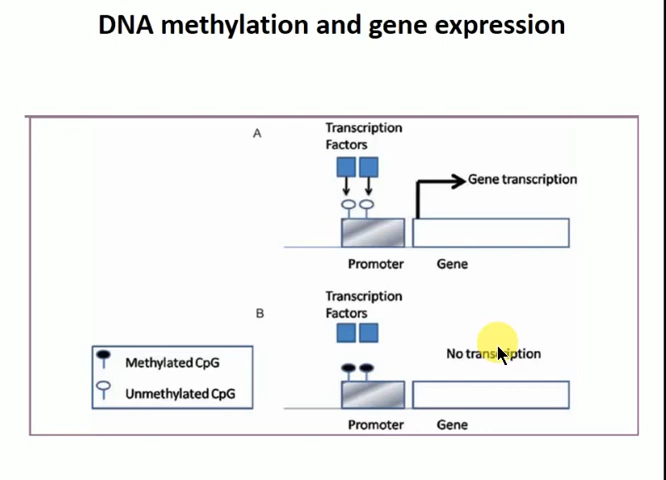 DNA methylation and gene expression
A
Transcription
Factors
Gene transcription
Promoter
Gene
B
Transcription
Factors
No transcription
Methylated CpG
Unmethylated CpG
Promoter
Gene